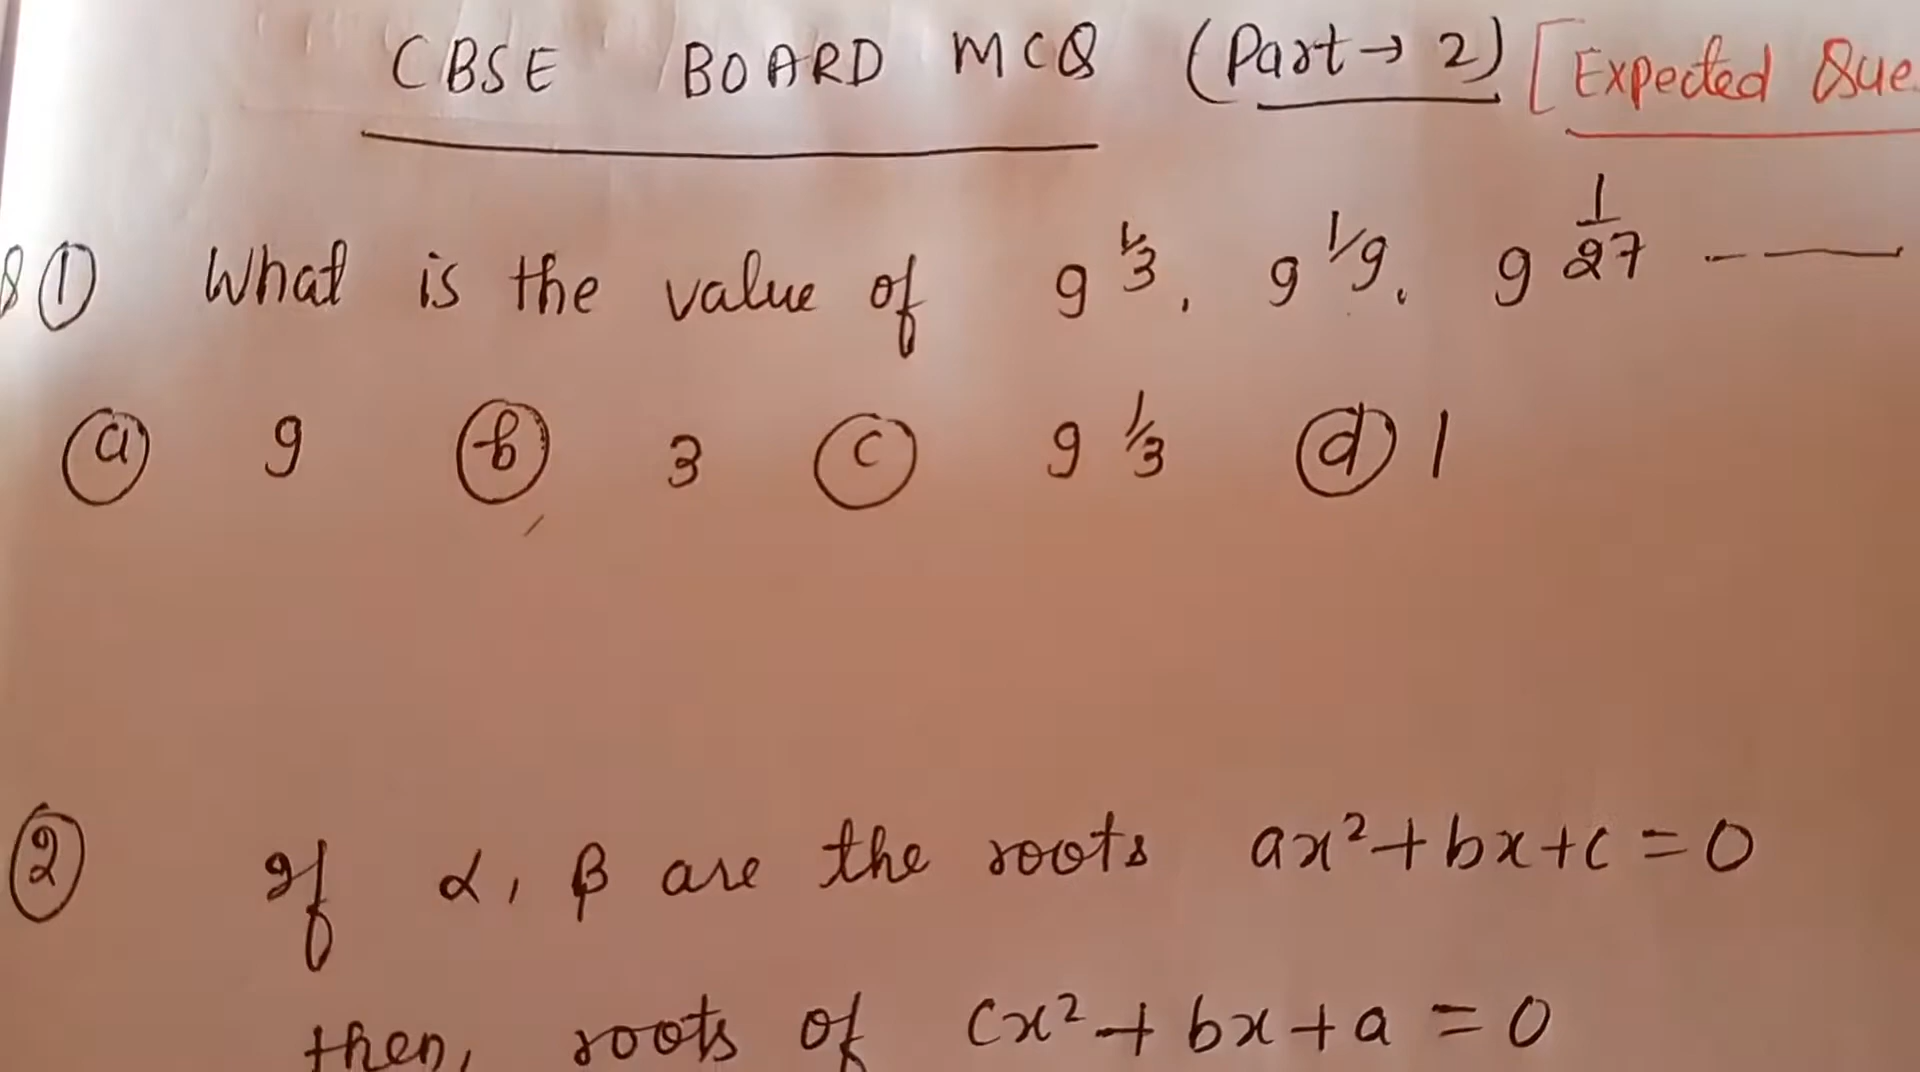 CBSE BOARD MCQ (Part → 2) [Expected Que.
Q ① What is the value of 9^1/3 . 9^1/9 . 9^1/27 -----
ⓐ 9 ⓑ 3 ⓒ 9^1/3 ⓓ 1
② If α, β are the roots ax²+bx+c=0
then, roots of cx²+bx+a=0